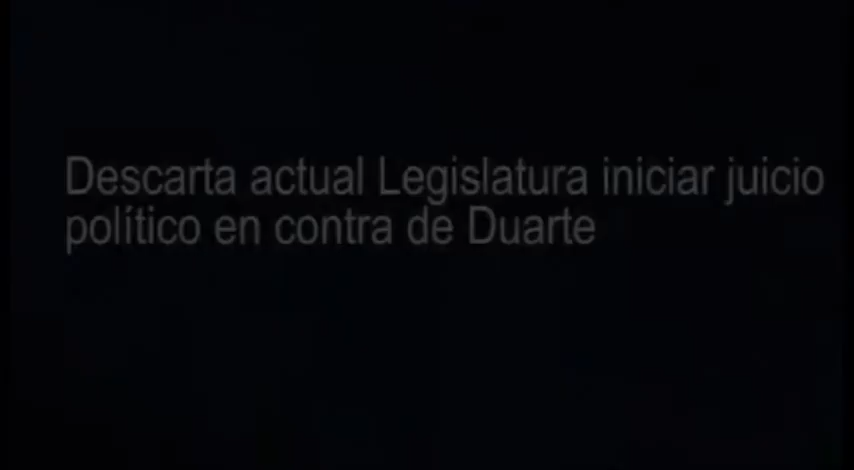 Descarta actual Legislatura iniciar juicio
político en contra de Duarte